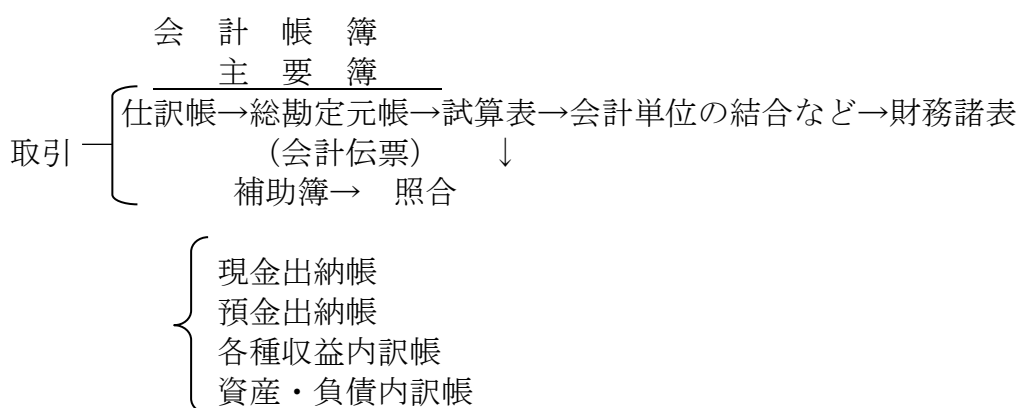 会 計 帳 簿
主 要 簿
仕訳帳→総勘定元帳→試算表→会計単位の結合など→財務諸表
取引 (会計伝票) ↓
補助簿→ 照合
現金出納帳
預金出納帳
各種収益内訳帳
資産・負債内訳帳